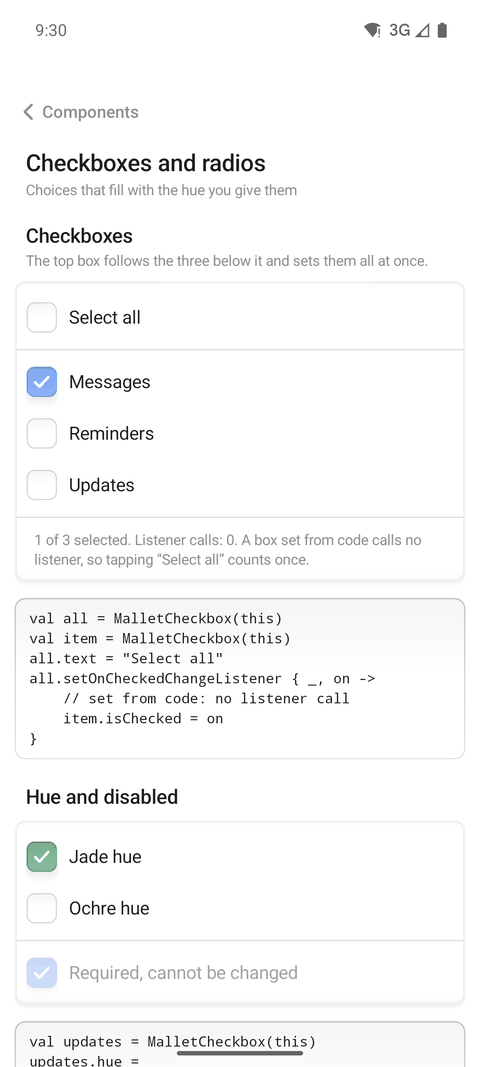 9:30
3G
Components
Checkboxes and radios
Choices that fill with the hue you give them
Checkboxes
The top box follows the three below it and sets them all at once.
Select all
Messages
Reminders
Updates
1 of 3 selected. Listener calls: 0. A box set from code calls no
listener, so tapping “Select all” counts once.
val all = MalletCheckbox(this)
val item = MalletCheckbox(this)
all.text = "Select all"
all.setOnCheckedChangeListener { _, on ->
    // set from code: no listener call
    item.isChecked = on
}
Hue and disabled
Jade hue
Ochre hue
Required, cannot be changed
val updates = MalletCheckbox(this)
updates.hue =